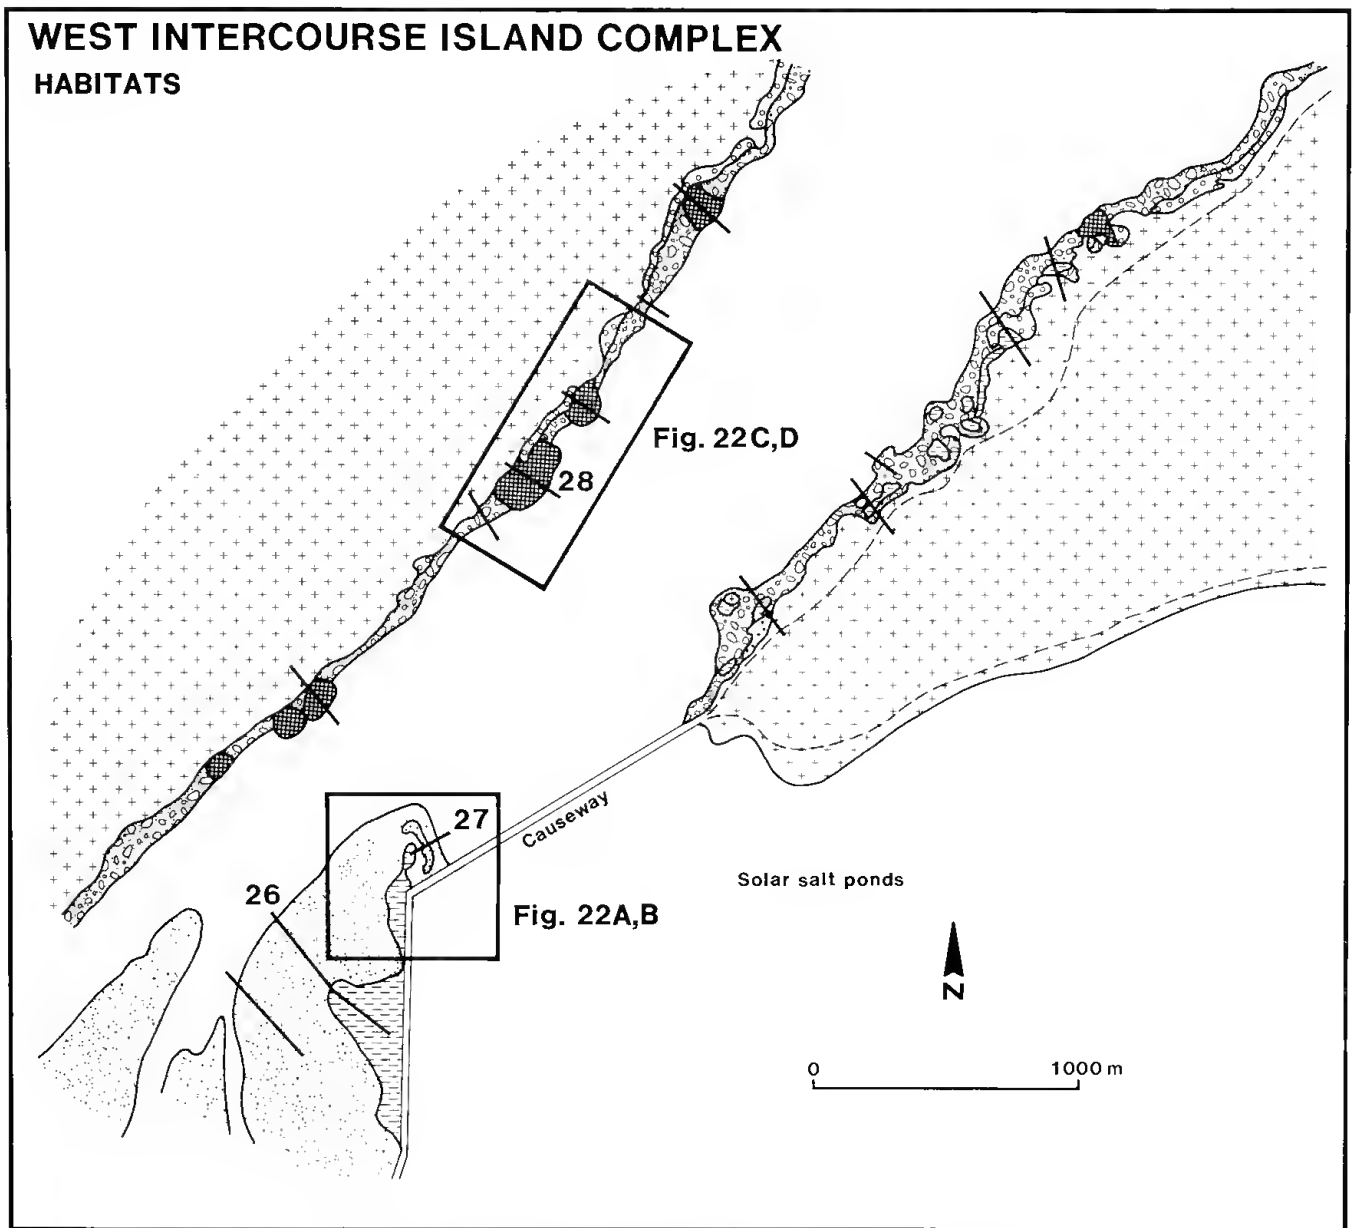 WEST INTERCOURSE ISLAND COMPLEX
HABITATS
Fig. 22C,D
28
27
Causeway
Solar salt ponds
26
Fig. 22A,B
N
0 1000 m